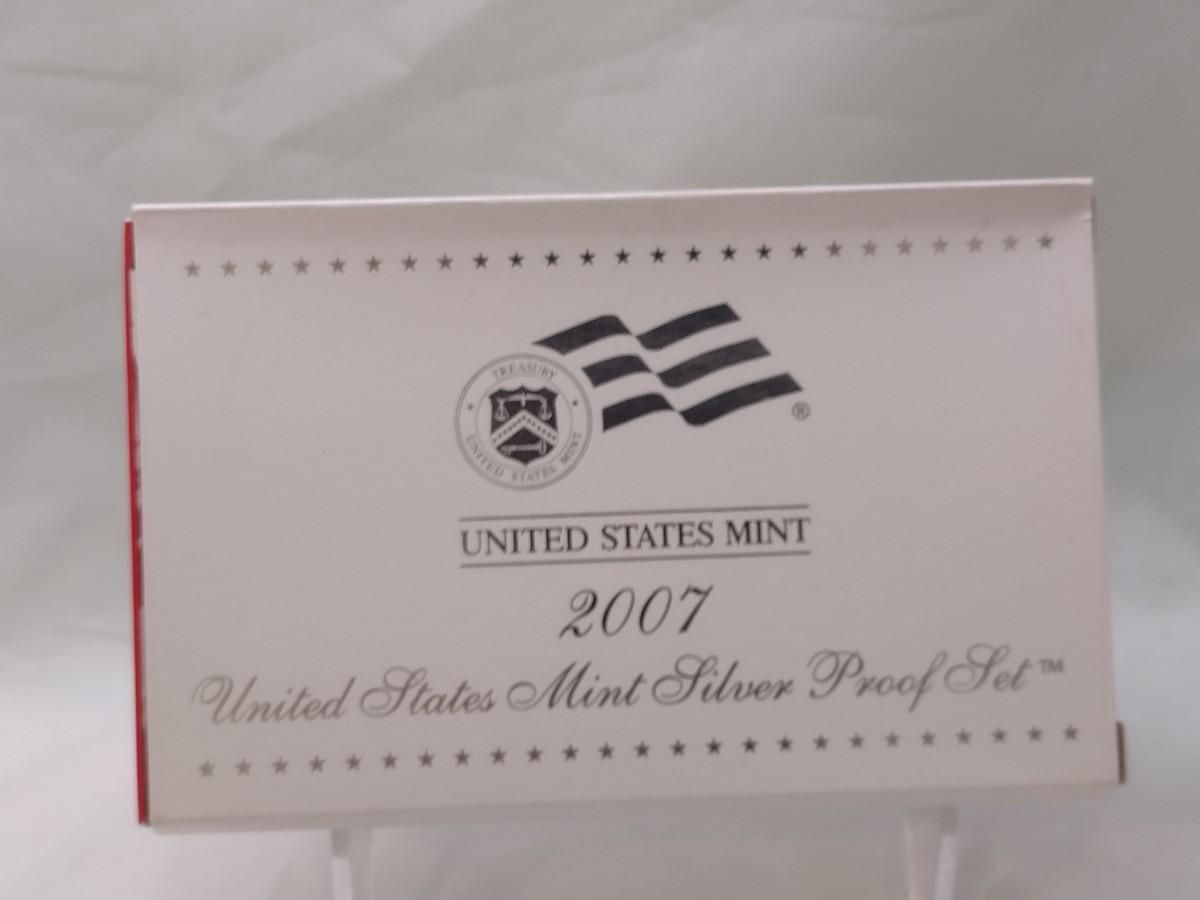 TREASURY
UNITED STATES MINT
®
UNITED STATES MINT
2007
United States Mint Silver Proof Set™